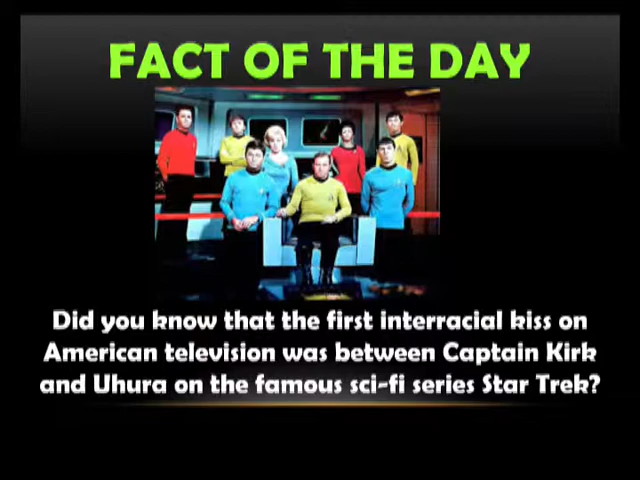 FACT OF THE DAY
Did you know that the first interracial kiss on
American television was between Captain Kirk
and Uhura on the famous sci-fi series Star Trek?